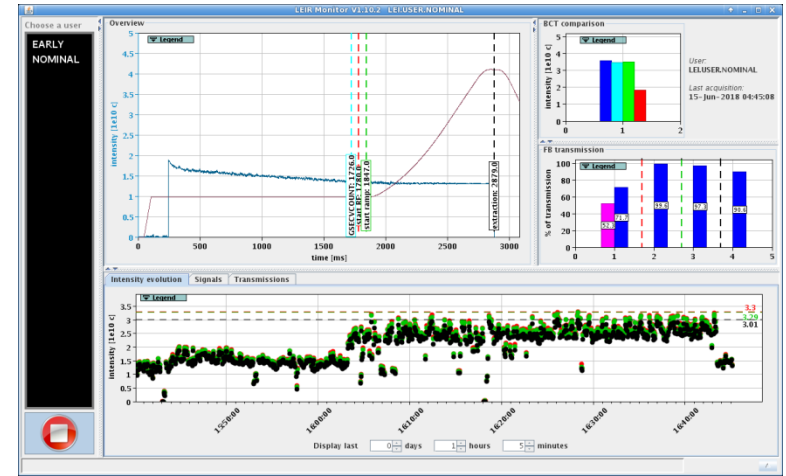 LEIR Monitor V1.10.2 LEI.USER.NOMINAL
Choose a user
EARLY
NOMINAL
Overview
Legend
intensity [1e10 c]
5
4.5
4
3.5
3
2.5
2
1.5
1
0.5
0
GSECVCOUNT: 1726.0
start RF: 1780.0
start ramp: 1847.0
extraction: 2879.0
0 500 1000 1500 2000 2500 3000
time [ms]
BCT comparison
Legend
intensity [1e10 c]
5
4
3
2
1
0
0 1 2
User:
LEI.USER.NOMINAL
Last acquisition:
15-Jun-2018 04:45:08
FB transmission
Legend
% of transmission
100
80
60
40
20
0
52.3
71.7
99.6
97.3
90.6
0 1 2 3 4 5
Intensity evolution Signals Transmissions
Legend
intensity [1e10 c]
3.5
3
2.5
2
1.5
1
0.5
0
3.3
3.29
3.01
15:50:00 16:00:00 16:10:00 16:20:00 16:30:00 16:40:00
Display last 0 days 1 hours 5 minutes